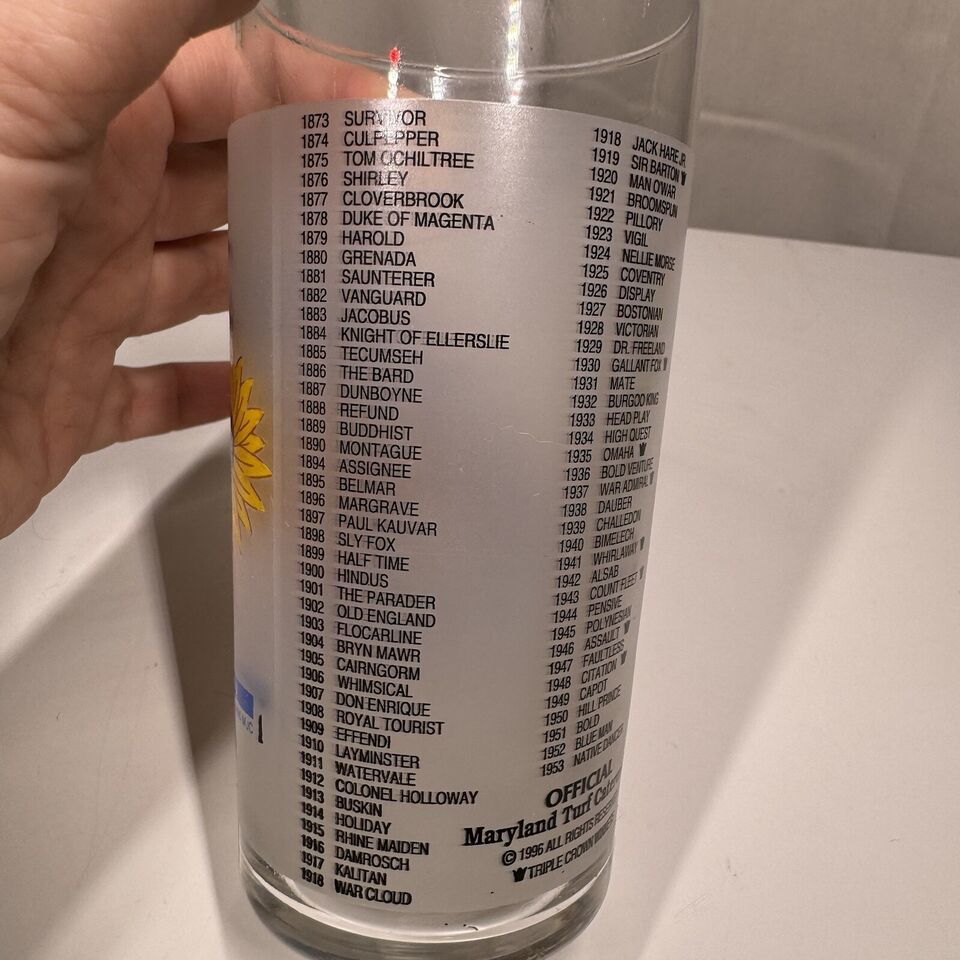 1873 SURVIVOR
1874 CULPEPPER
1875 TOM OCHILTREE
1876 SHIRLEY
1877 CLOVERBROOK
1878 DUKE OF MAGENTA
1879 HAROLD
1880 GRENADA
1881 SAUNTERER
1882 VANGUARD
1883 JACOBUS
1884 KNIGHT OF ELLERSLIE
1885 TECUMSEH
1886 THE BARD
1887 DUNBOYNE
1888 REFUND
1889 BUDDHIST
1890 MONTAGUE
1894 ASSIGNEE
1895 BELMAR
1896 MARGRAVE
1897 PAUL KAUVAR
1898 SLY FOX
1899 HALF TIME
1900 HINDUS
1901 THE PARADER
1902 OLD ENGLAND
1903 FLOCARLINE
1904 BRYN MAWR
1905 CAIRNGORM
1906 WHIMSICAL
1907 DON ENRIQUE
1908 ROYAL TOURIST
1909 EFFENDI
1910 LAYMINSTER
1911 WATERVALE
1912 COLONEL HOLLOWAY
1913 BUSKIN
1914 HOLIDAY
1915 RHINE MAIDEN
1916 DAMROSCH
1917 KALITAN
1918 WAR CLOUD
1918 JACK HARE JR.
1919 SIR BARTON
1920 MAN O'WAR
1921 BROOMSPUN
1922 PILLORY
1923 VIGIL
1924 NELLIE MORSE
1925 COVENTRY
1926 DISPLAY
1927 BOSTONIAN
1928 VICTORIAN
1929 DR. FREELAND
1930 GALLANT FOX
1931 MATE
1932 BURGOO KING
1933 HEAD PLAY
1934 HIGH QUEST
1935 OMAHA
1936 BOLD VENTURE
1937 WAR ADMIRAL
1938 DAUBER
1939 CHALLEDON
1940 BIMELECH
1941 WHIRLAWAY
1942 ALSAB
1943 COUNT FLEET
1944 PENSIVE
1945 POLYNESIAN
1946 ASSAULT
1947 FAULTLESS
1948 CITATION
1949 CAPOT
1950 HILL PRINCE
1951 BOLD
1952 BLUE MAN
1953 NATIVE DANCER
OFFICIAL
Maryland Turf
© 1996 ALL RIGHTS
TRIPLE CROWN